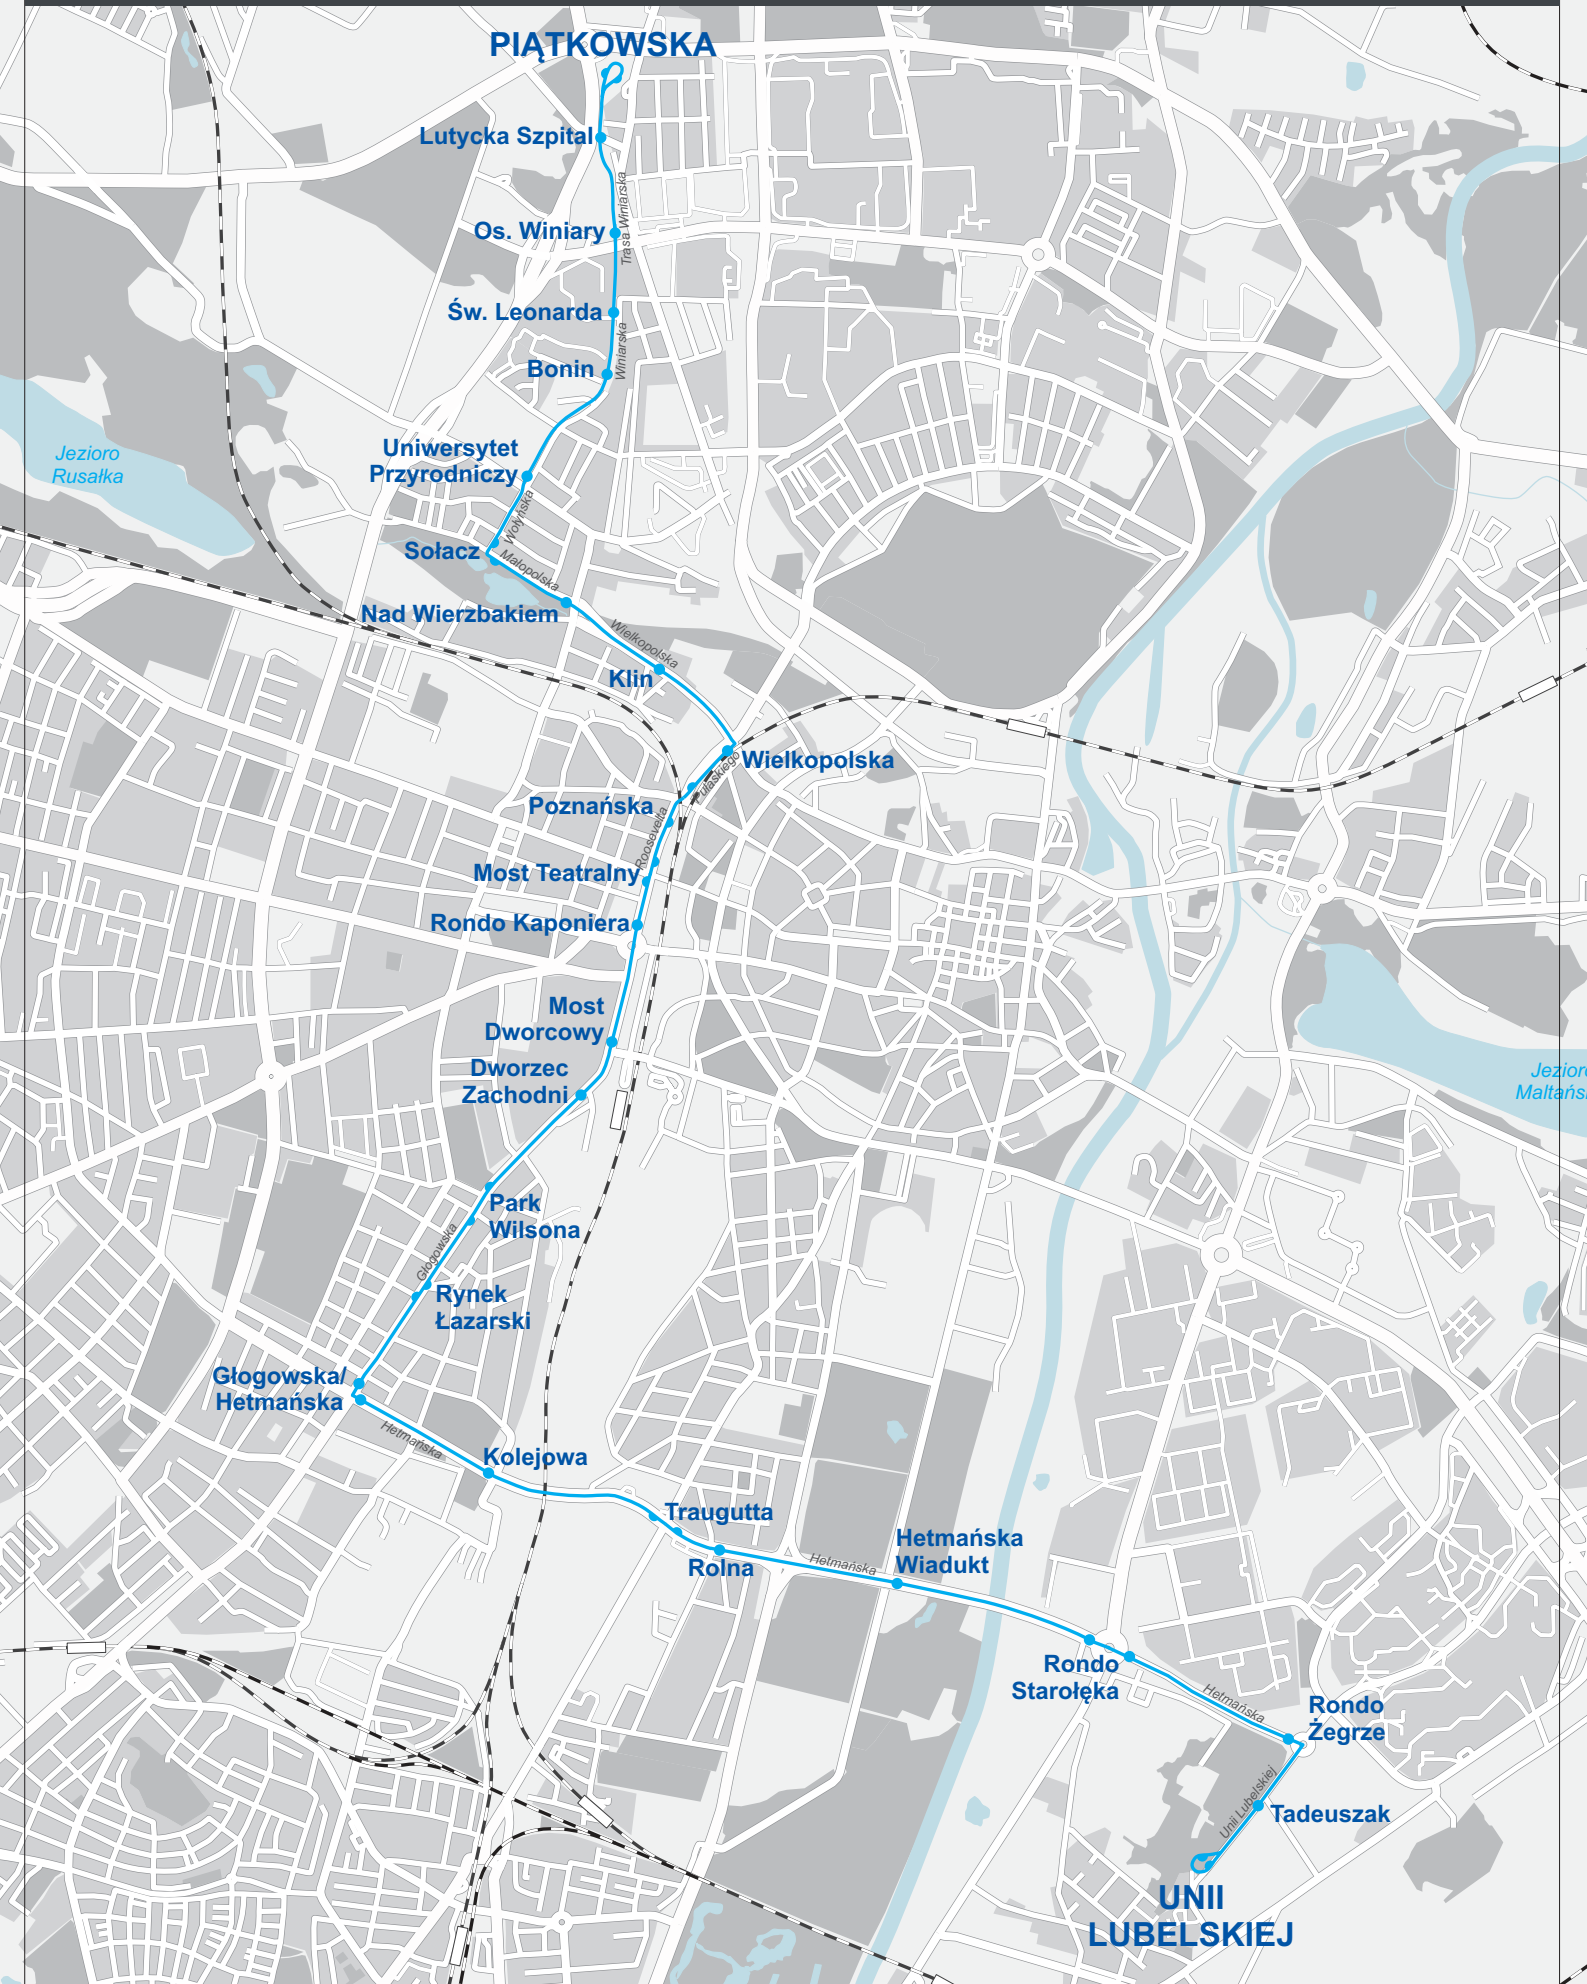 PIĄTKOWSKA
Lutycka Szpital
Trasa Winiarska
Os. Winiary
Św. Leonarda
Winiarska
Bonin
Uniwersytet
Przyrodniczy
Jezioro
Rusałka
Wołyńska
Sołacz
Małopolska
Nad Wierzbakiem
Wielkopolska
Klin
Wielkopolska
Pułaskiego
Poznańska
Roosevelta
Most Teatralny
Rondo Kaponiera
Most
Dworcowy
Dworzec
Zachodni
Park
Wilsona
Głogowska
Rynek
Łazarski
Głogowska/
Hetmańska
Hetmańska
Kolejowa
Traugutta
Rolna
Hetmańska
Hetmańska
Wiadukt
Rondo
Starołęka
Hetmańska
Rondo
Żegrze
Unii Lubelskiej
Tadeuszak
UNII
LUBELSKIEJ